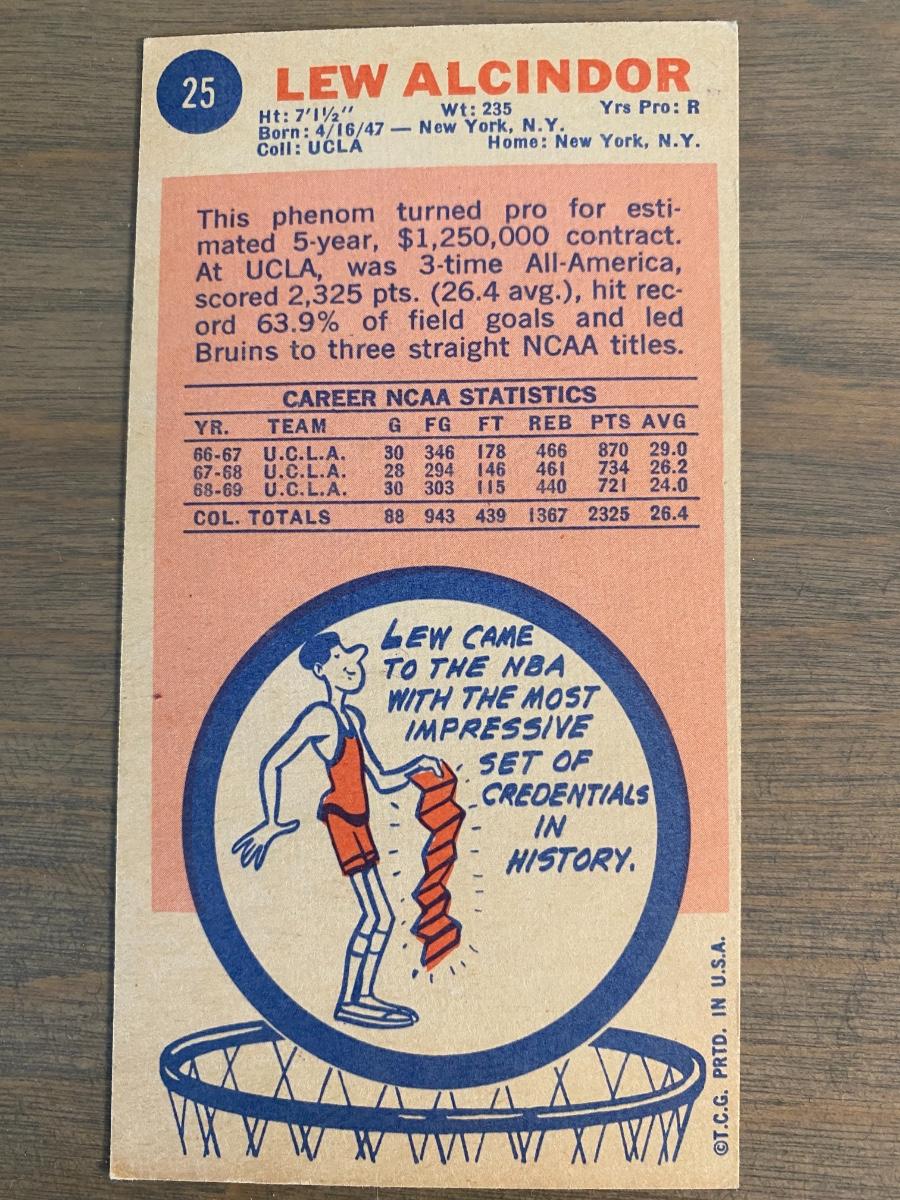 25
LEW ALCINDOR
Ht: 7'1½" Wt: 235 Yrs Pro: R
Born: 4/16/47 — New York, N.Y.
Coll: UCLA Home: New York, N.Y.
This phenom turned pro for esti-
mated 5-year, $1,250,000 contract.
At UCLA, was 3-time All-America,
scored 2,325 pts. (26.4 avg.), hit rec-
ord 63.9% of field goals and led
Bruins to three straight NCAA titles.
CAREER NCAA STATISTICS
YR. TEAM G FG FT REB PTS AVG
66-67 U.C.L.A. 30 346 178 466 870 29.0
67-68 U.C.L.A. 28 294 146 461 734 26.2
68-69 U.C.L.A. 30 303 115 440 721 24.0
COL. TOTALS 88 943 439 1367 2325 26.4
LEW CAME
TO THE NBA
WITH THE MOST
IMPRESSIVE
SET OF
CREDENTIALS
IN
HISTORY.
©T.C.G. PRTD. IN U.S.A.